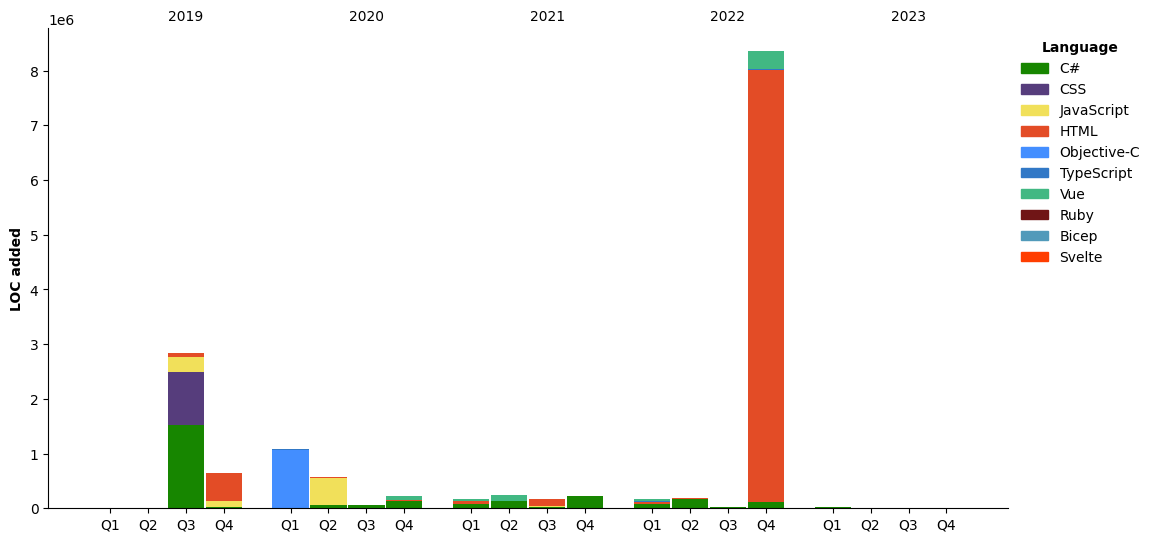 1e6
2019 2020 2021 2022 2023
LOC added
8
7
6
5
4
3
2
1
0
Q1 Q2 Q3 Q4 Q1 Q2 Q3 Q4 Q1 Q2 Q3 Q4 Q1 Q2 Q3 Q4 Q1 Q2 Q3 Q4
Language
C#
CSS
JavaScript
HTML
Objective-C
TypeScript
Vue
Ruby
Bicep
Svelte